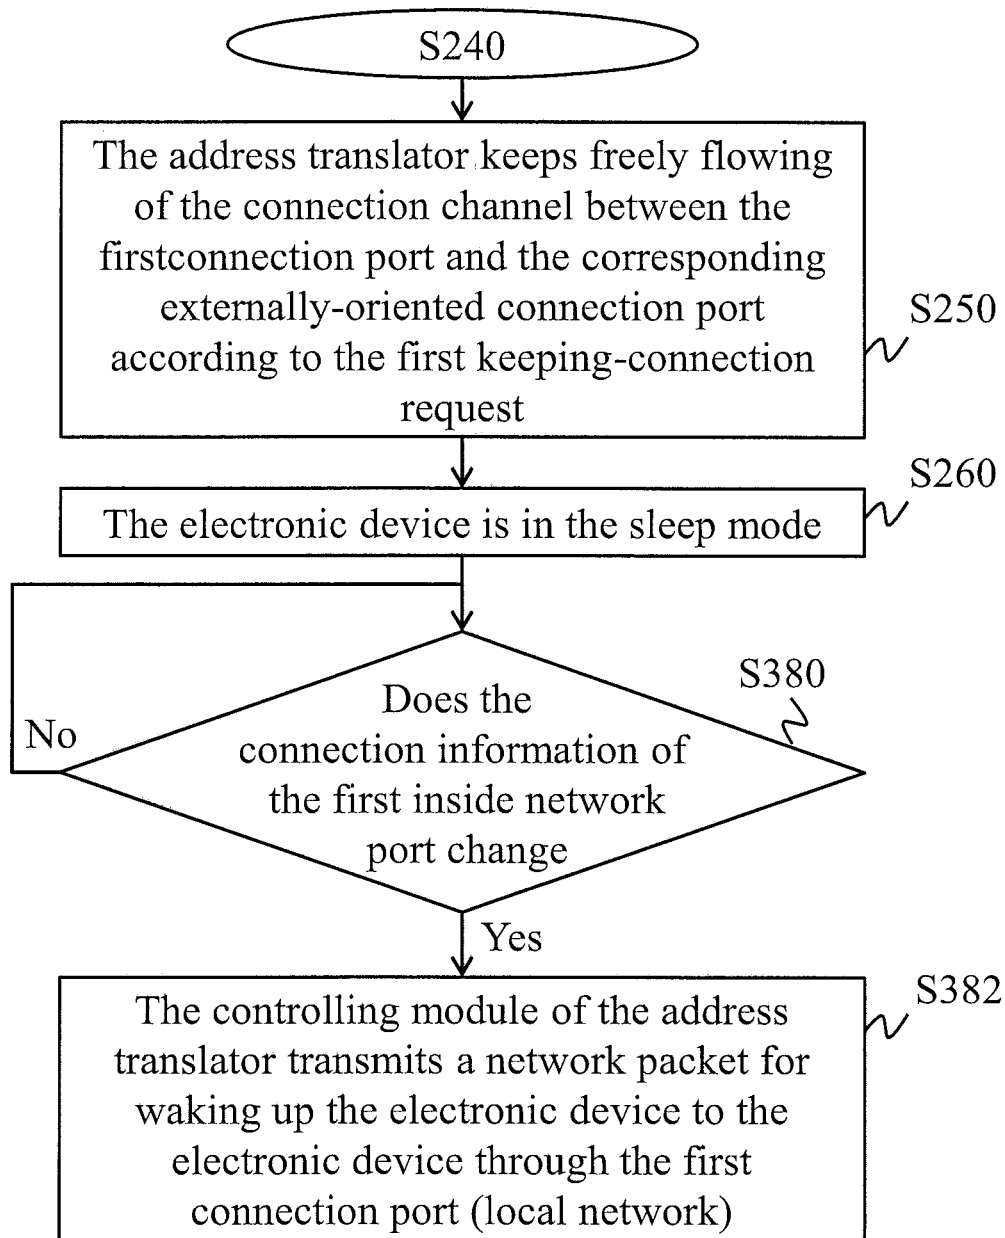 S240
The address translator keeps freely flowing
of the connection channel between the
firstconnection port and the corresponding
externally-oriented connection port
according to the first keeping-connection
request
S250
S260
The electronic device is in the sleep mode
S380
Does the
connection information of
the first inside network
port change
No
Yes
S382
The controlling module of the address
translator transmits a network packet for
waking up the electronic device to the
electronic device through the first
connection port (local network)